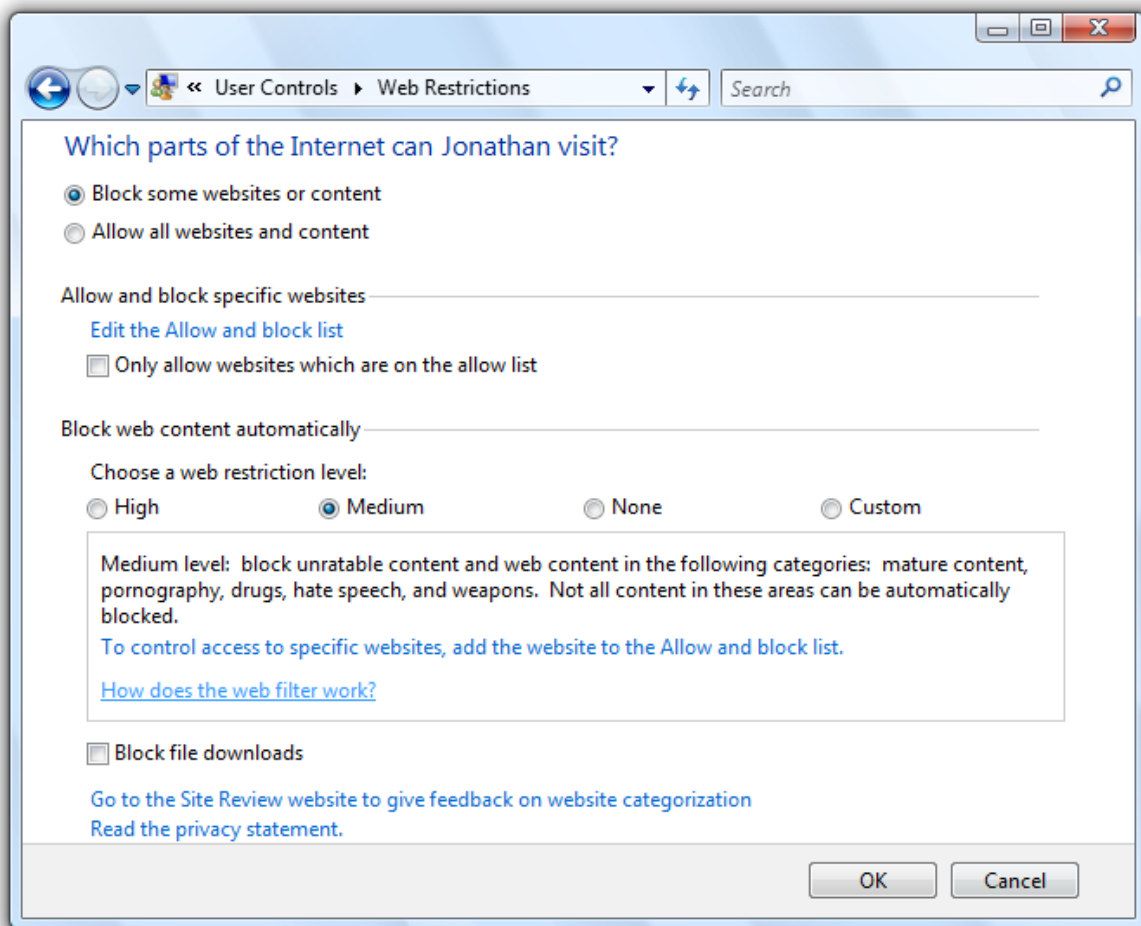 « User Controls ▸ Web Restrictions
Search
Which parts of the Internet can Jonathan visit?
Block some websites or content
Allow all websites and content
Allow and block specific websites
Edit the Allow and block list
Only allow websites which are on the allow list
Block web content automatically
Choose a web restriction level:
High Medium None Custom
Medium level: block unratable content and web content in the following categories: mature content,
pornography, drugs, hate speech, and weapons. Not all content in these areas can be automatically
blocked.
To control access to specific websites, add the website to the Allow and block list.
How does the web filter work?
Block file downloads
Go to the Site Review website to give feedback on website categorization
Read the privacy statement.
OK Cancel